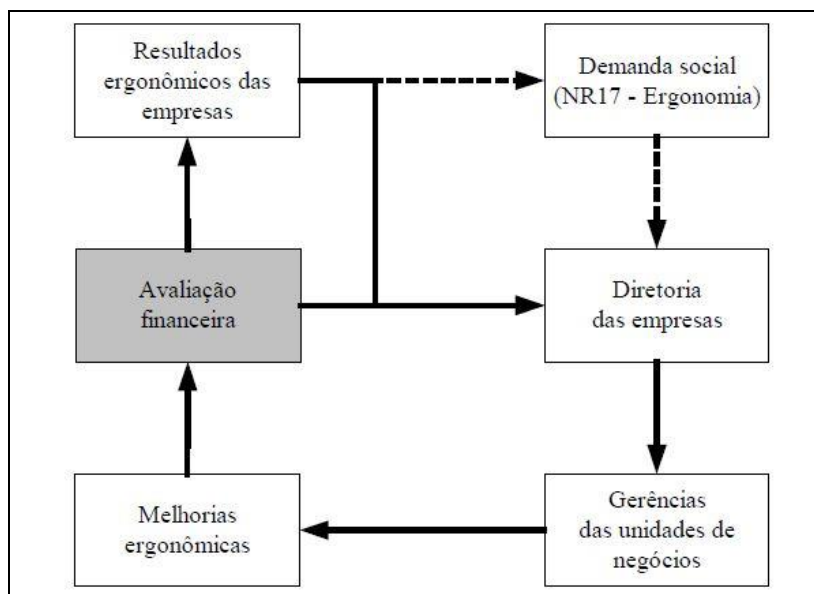 Resultados
ergonômicos das
empresas
Demanda social
(NR17 - Ergonomia)
Avaliação
financeira
Diretoria
das empresas
Melhorias
ergonômicas
Gerências
das unidades de
negócios